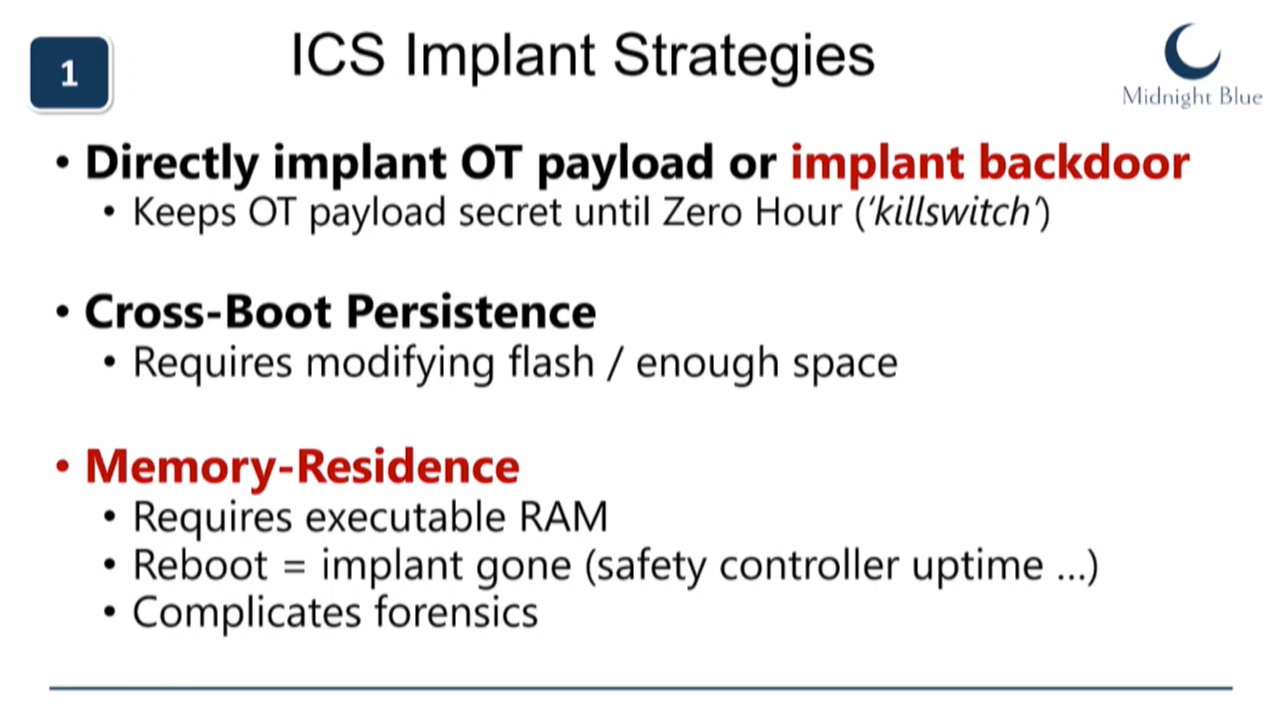 1
ICS Implant Strategies
Midnight Blue
• Directly implant OT payload or implant backdoor
• Keeps OT payload secret until Zero Hour (‘killswitch’)
• Cross-Boot Persistence
• Requires modifying flash / enough space
• Memory-Residence
• Requires executable RAM
• Reboot = implant gone (safety controller uptime ...)
• Complicates forensics